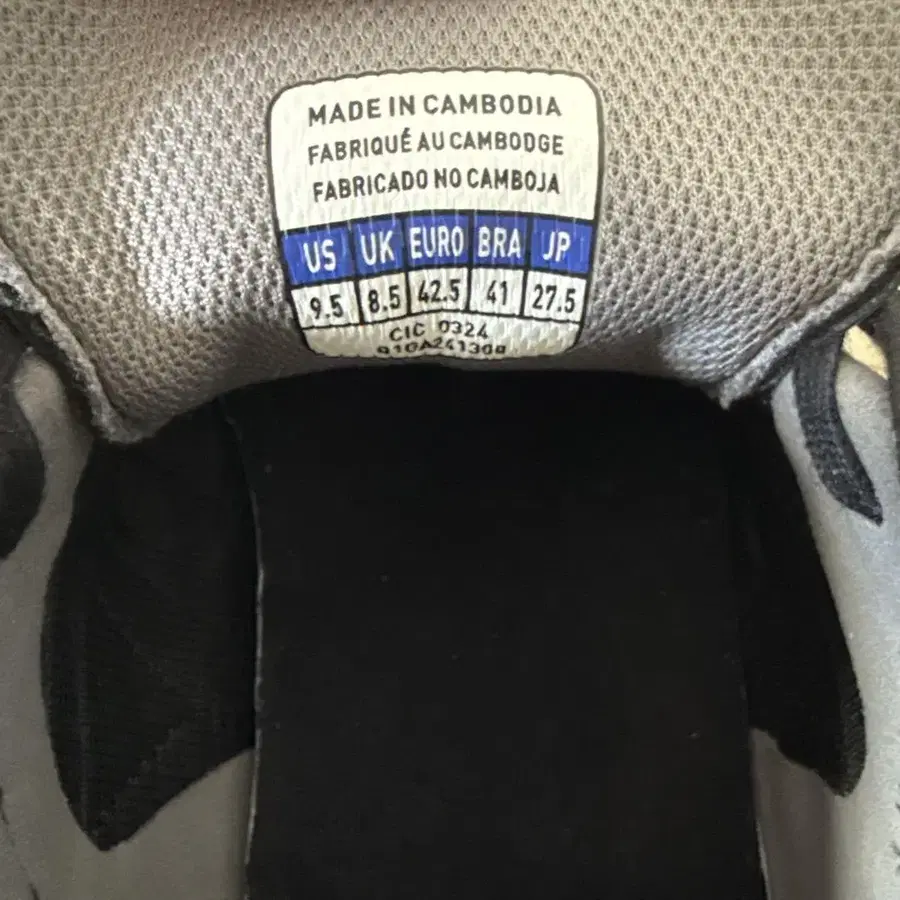 MADE IN CAMBODIA
FABRIQUÉ AU CAMBODGE
FABRICADO NO CAMBOJA
US UK EURO BRA JP
9.5 8.5 42.5 41 27.5
CIC 0324